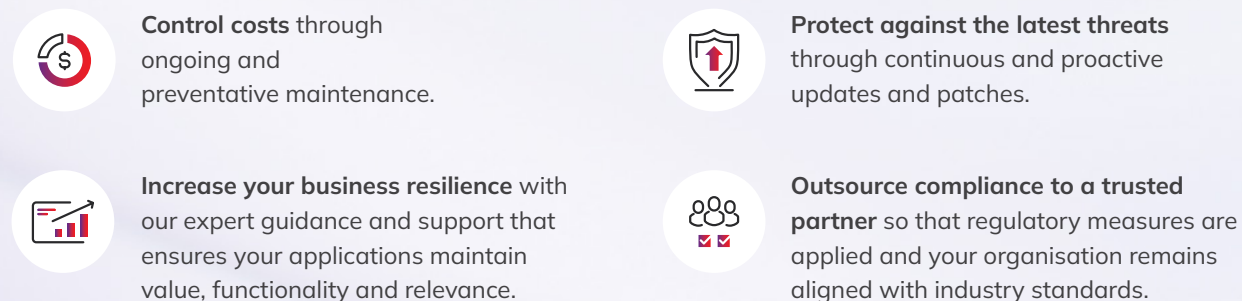 Control costs through
ongoing and
preventative maintenance.
Protect against the latest threats
through continuous and proactive
updates and patches.
Increase your business resilience with
our expert guidance and support that
ensures your applications maintain
value, functionality and relevance.
Outsource compliance to a trusted
partner so that regulatory measures are
applied and your organisation remains
aligned with industry standards.